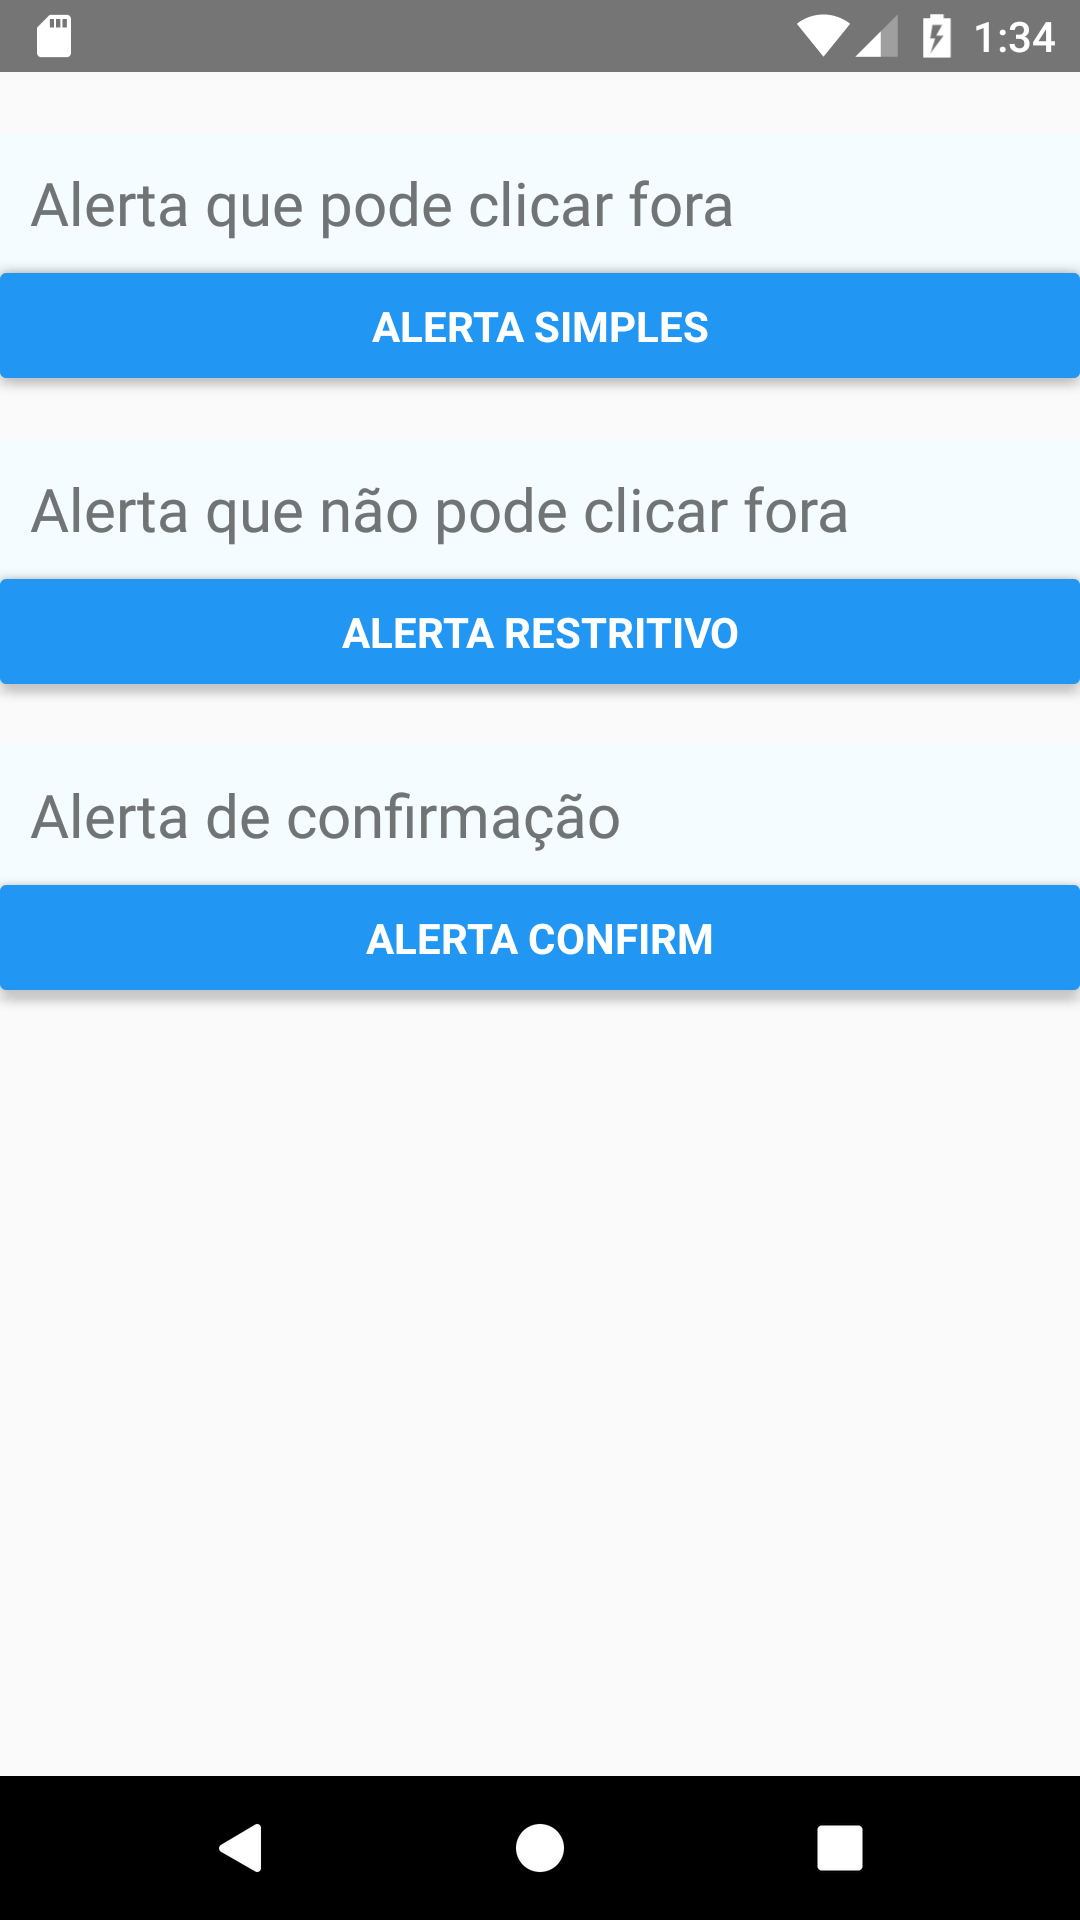 1:34
Alerta que pode clicar fora
ALERTA SIMPLES
Alerta que não pode clicar fora
ALERTA RESTRITIVO
Alerta de confirmação
ALERTA CONFIRM